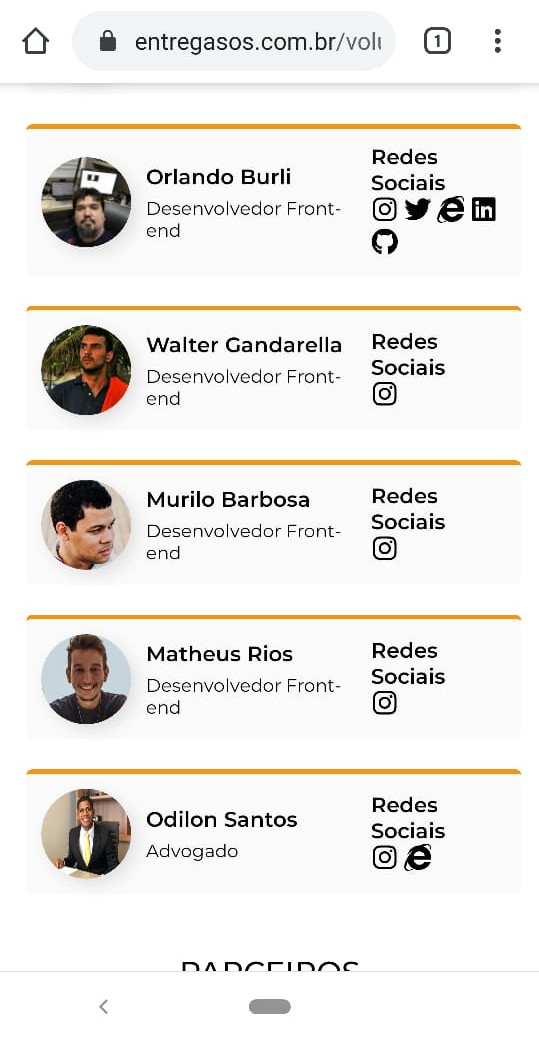 entregasos.com.br/volu
1
Orlando Burli
Desenvolvedor Front-
end
Redes
Sociais
Walter Gandarella
Desenvolvedor Front-
end
Redes
Sociais
Murilo Barbosa
Desenvolvedor Front-
end
Redes
Sociais
Matheus Rios
Desenvolvedor Front-
end
Redes
Sociais
Odilon Santos
Advogado
Redes
Sociais
PARCEIROS